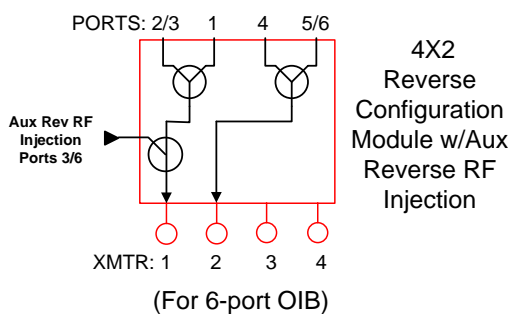 PORTS: 2/3 1 4 5/6
4X2
Reverse
Configuration
Module w/Aux
Reverse RF
Injection
Aux Rev RF
Injection
Ports 3/6
XMTR: 1 2 3 4
(For 6-port OIB)